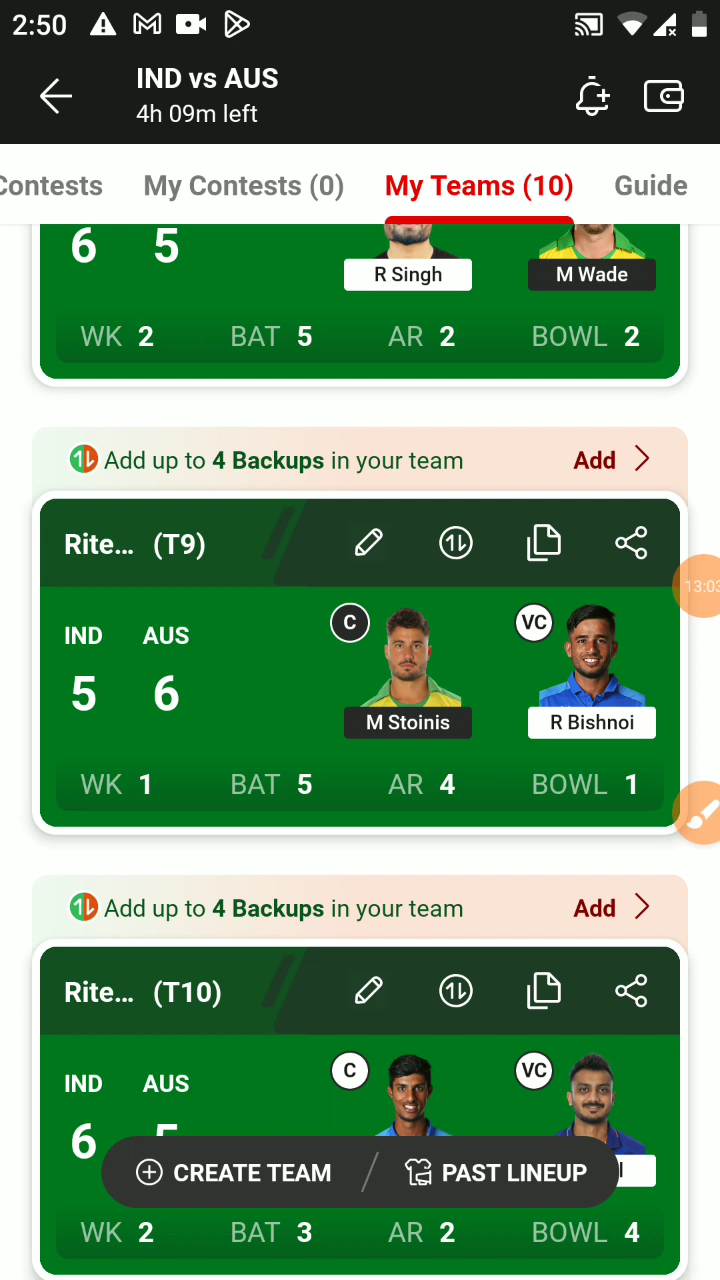 2:50
IND vs AUS
4h 09m left
Contests My Contests (0) My Teams (10) Guide
6 5
R Singh M Wade
WK 2 BAT 5 AR 2 BOWL 2
Add up to 4 Backups in your team Add
Rite... (T9)
C VC
IND AUS
5 6
M Stoinis R Bishnoi
WK 1 BAT 5 AR 4 BOWL 1
13:03
Add up to 4 Backups in your team Add
Rite... (T10)
C VC
IND AUS
6
CREATE TEAM PAST LINEUP
WK 2 BAT 3 AR 2 BOWL 4